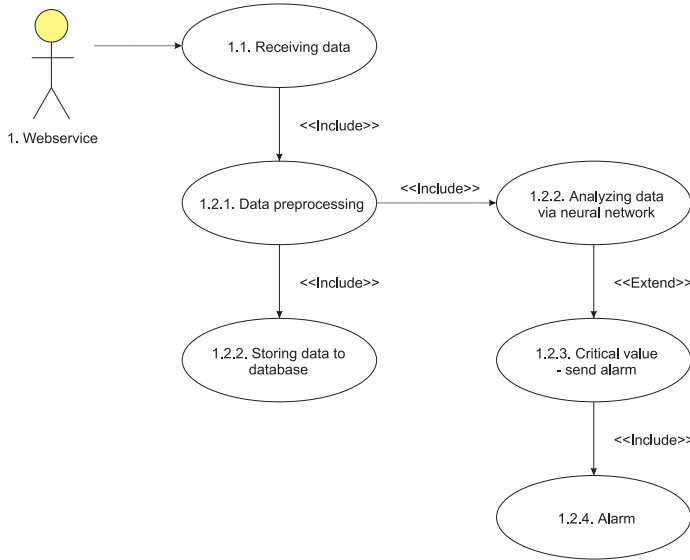 1.1. Receiving data
1. Webservice
<<Include>>
1.2.1. Data preprocessing
<<Include>>
1.2.2. Analyzing data
via neural network
<<Include>>
<<Extend>>
1.2.2. Storing data to
database
1.2.3. Critical value
- send alarm
<<Include>>
1.2.4. Alarm